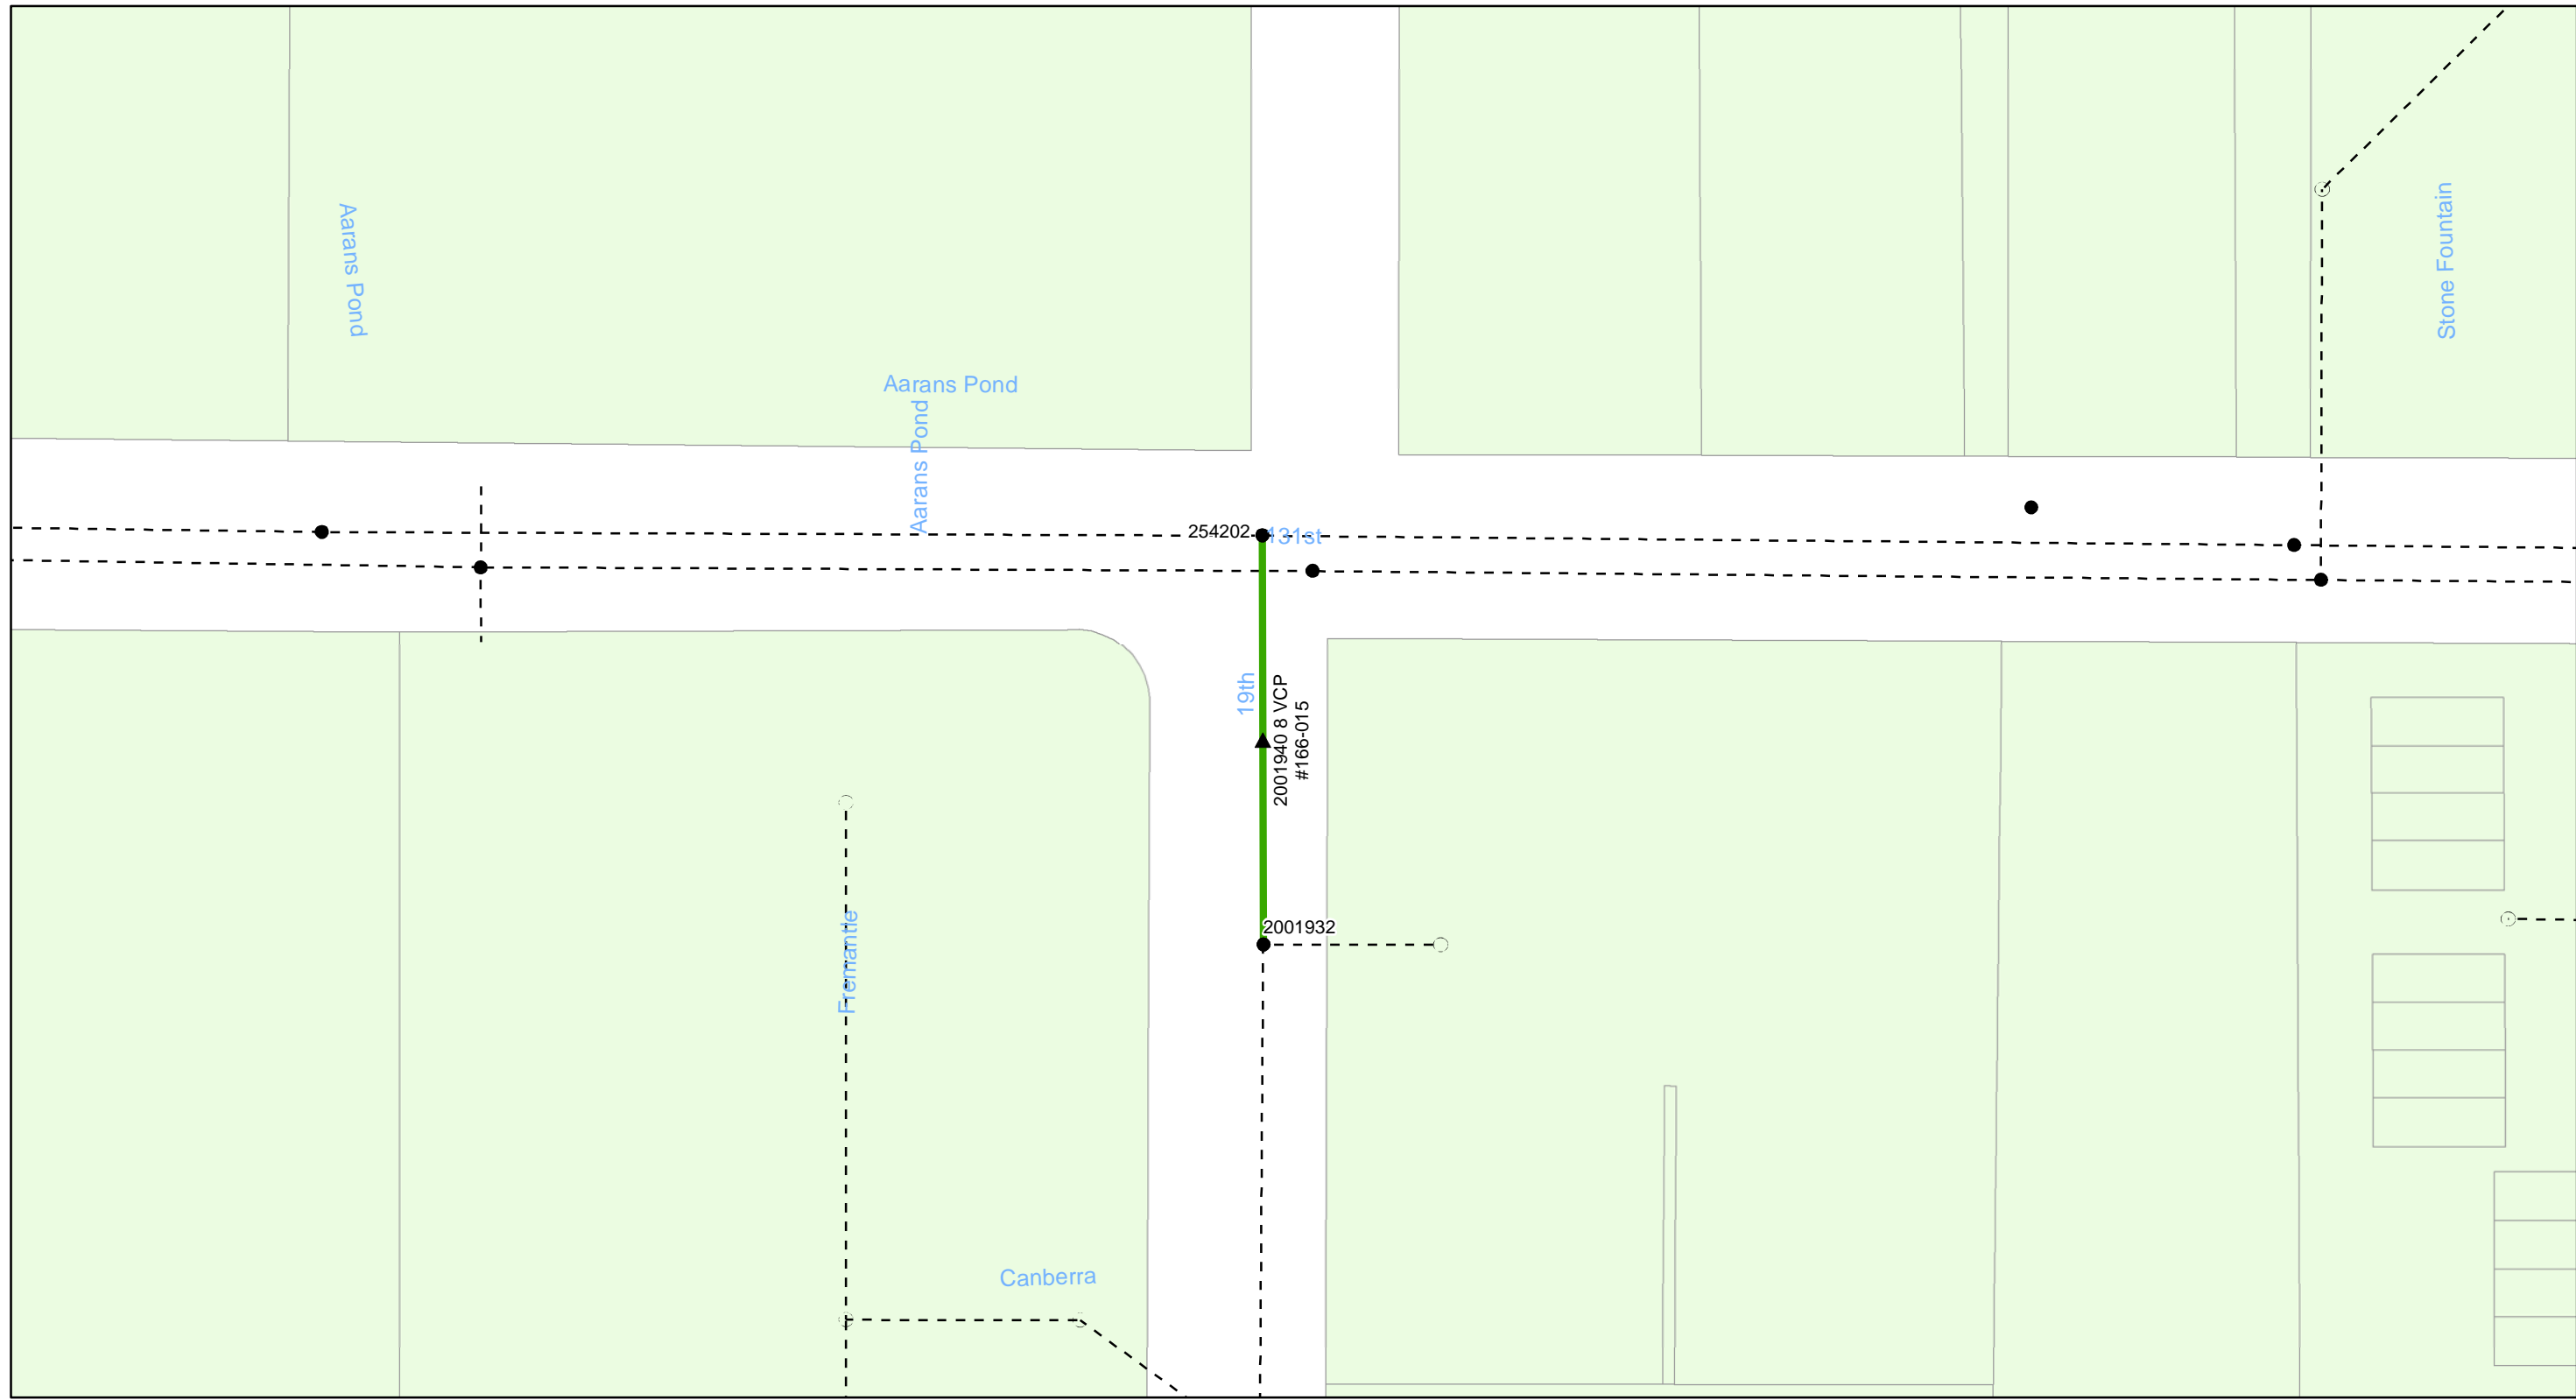 Aarans Pond
Stone Fountain
Aarans Pond
Aarans Pond
254202
131st
19th
2001940 8 VCP
#166-015
2001932
Fremantle
Canberra